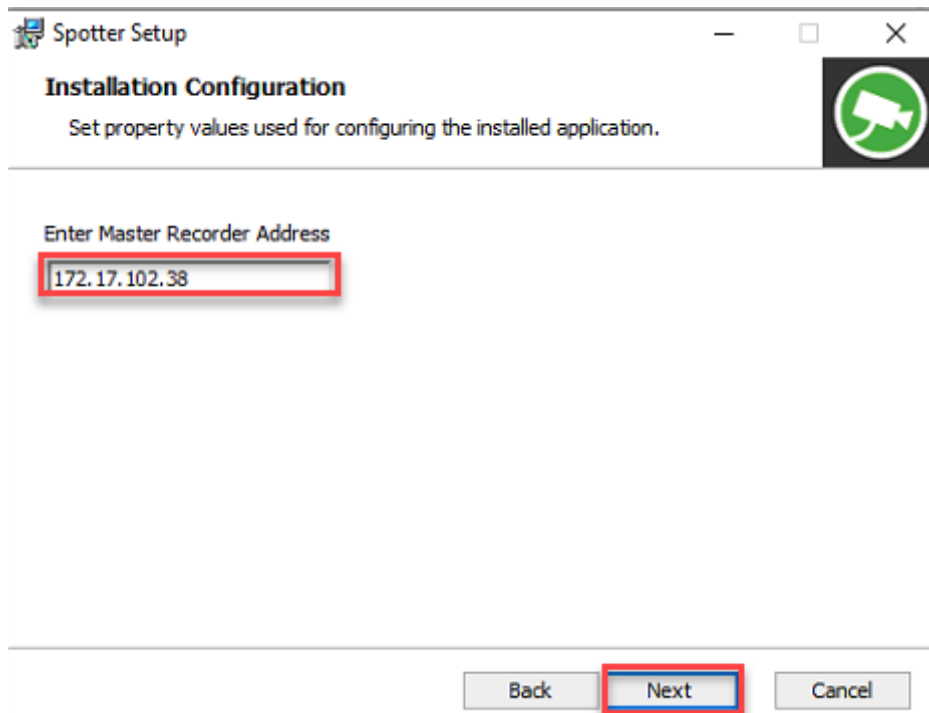 Spotter Setup
Installation Configuration
Set property values used for configuring the installed application.
Enter Master Recorder Address
172.17.102.38
Back Next Cancel